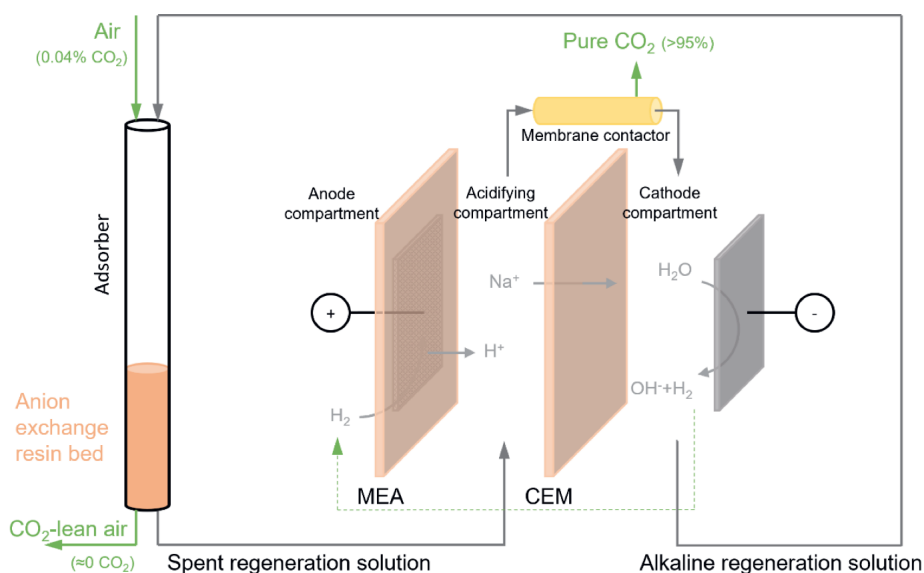 Air
(0.04% CO₂)
Pure CO₂ (>95%)
Membrane contactor
Anode
compartment
Acidifying
compartment
Cathode
compartment
Adsorber
Na⁺
H₂O
+
-
H⁺
OH⁻+H₂
H₂
Anion
exchange
resin bed
MEA
CEM
CO₂-lean air
(≈0 CO₂)
Spent regeneration solution
Alkaline regeneration solution